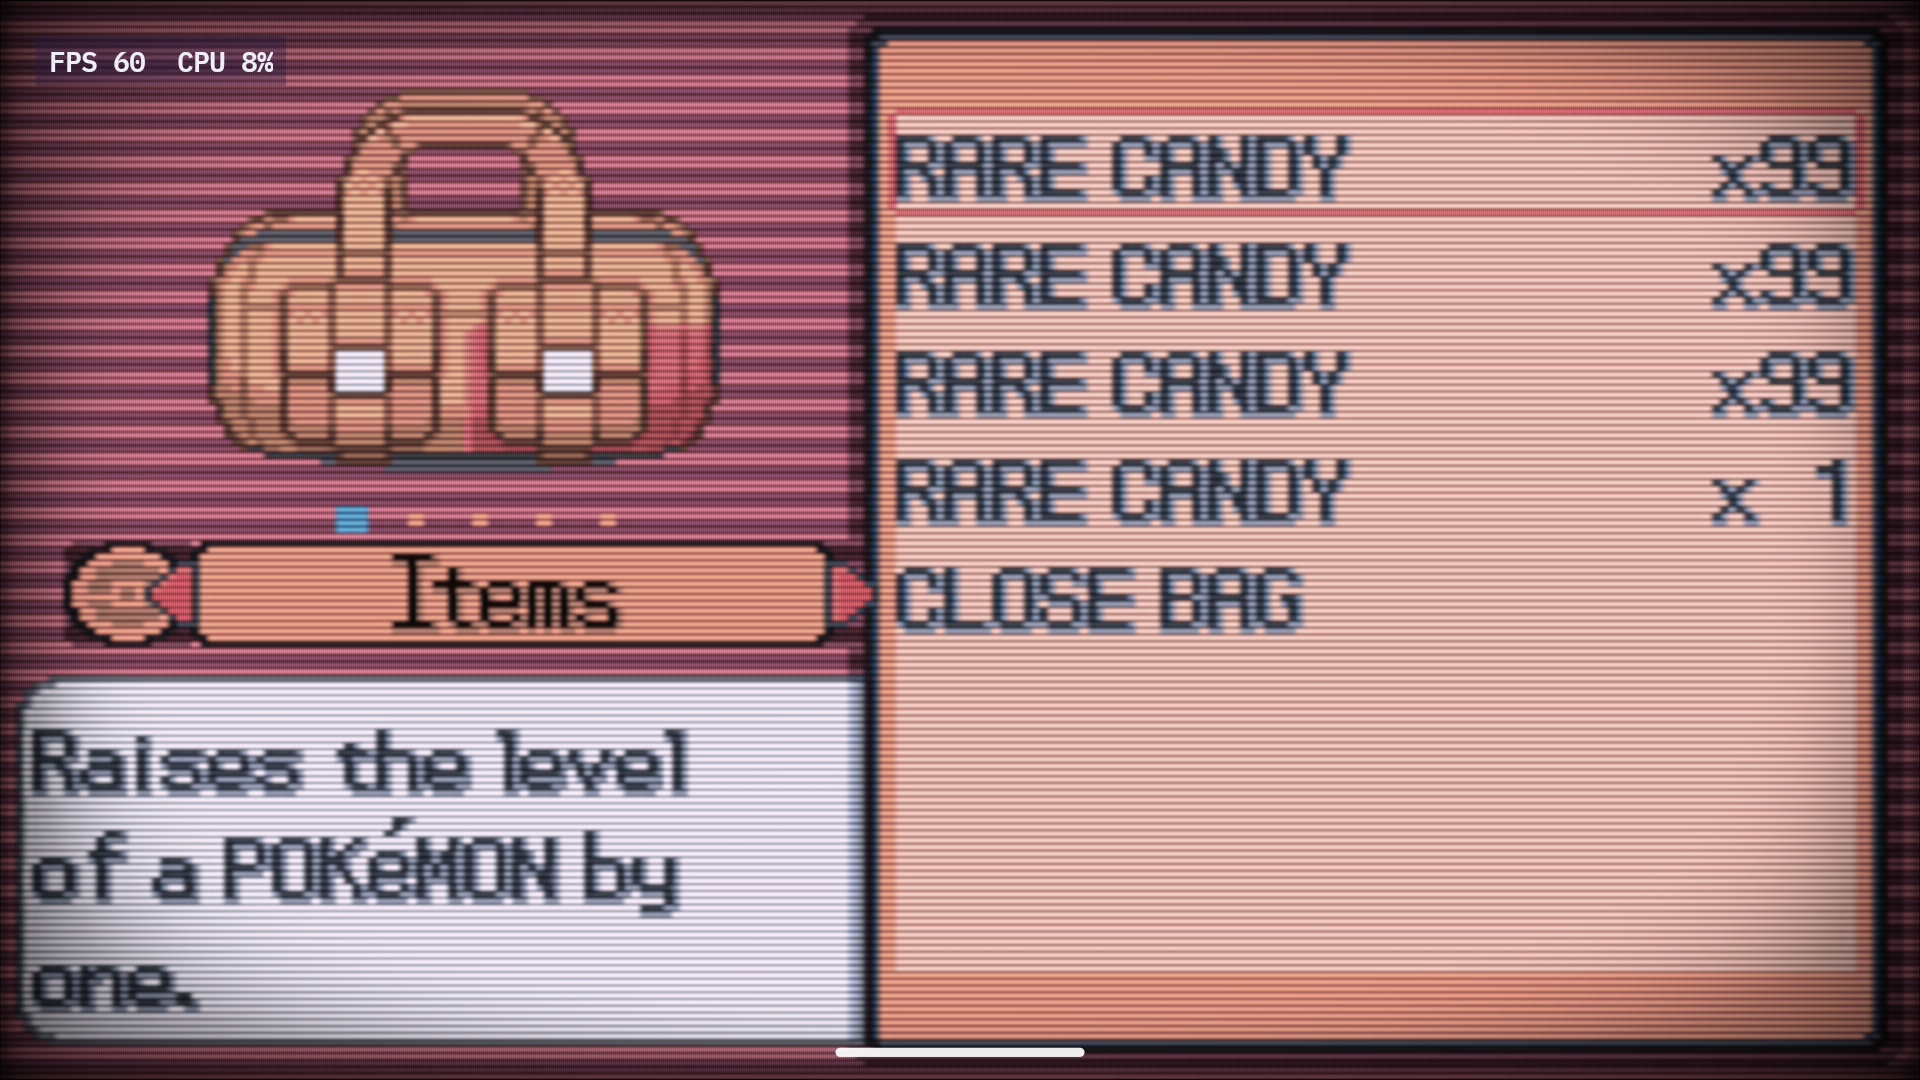 FPS 60 CPU 8%
RARE CANDY x99
RARE CANDY x99
RARE CANDY x99
RARE CANDY x 1
CLOSE BAG
Items
Raises the level
of a POKéMON by
one.